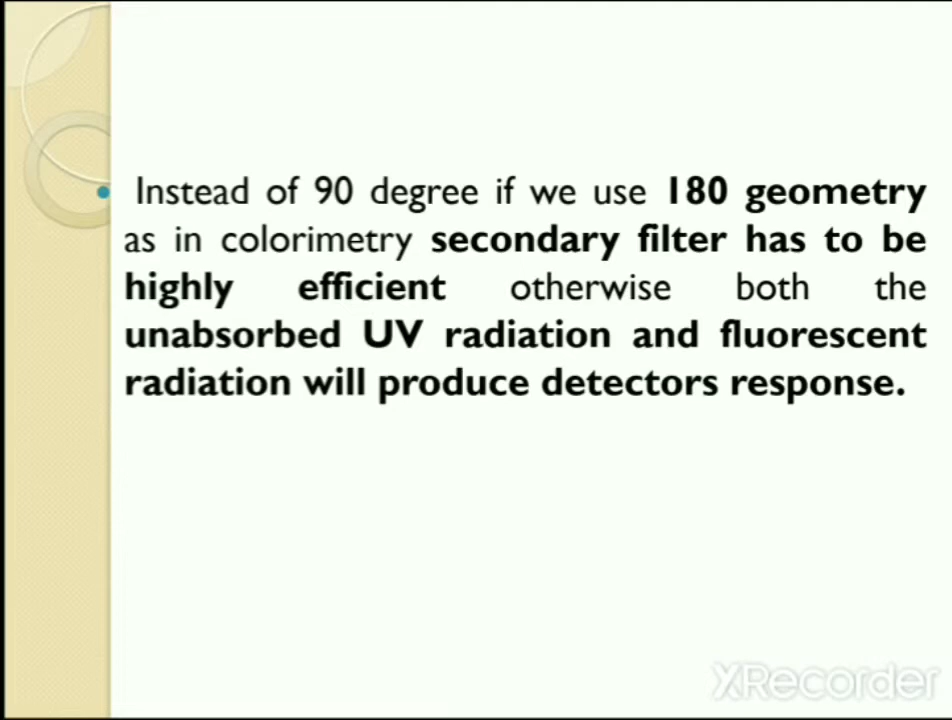 Instead of 90 degree if we use 180 geometry
as in colorimetry secondary filter has to be
highly efficient otherwise both the
unabsorbed UV radiation and fluorescent
radiation will produce detectors response.
XRecorder